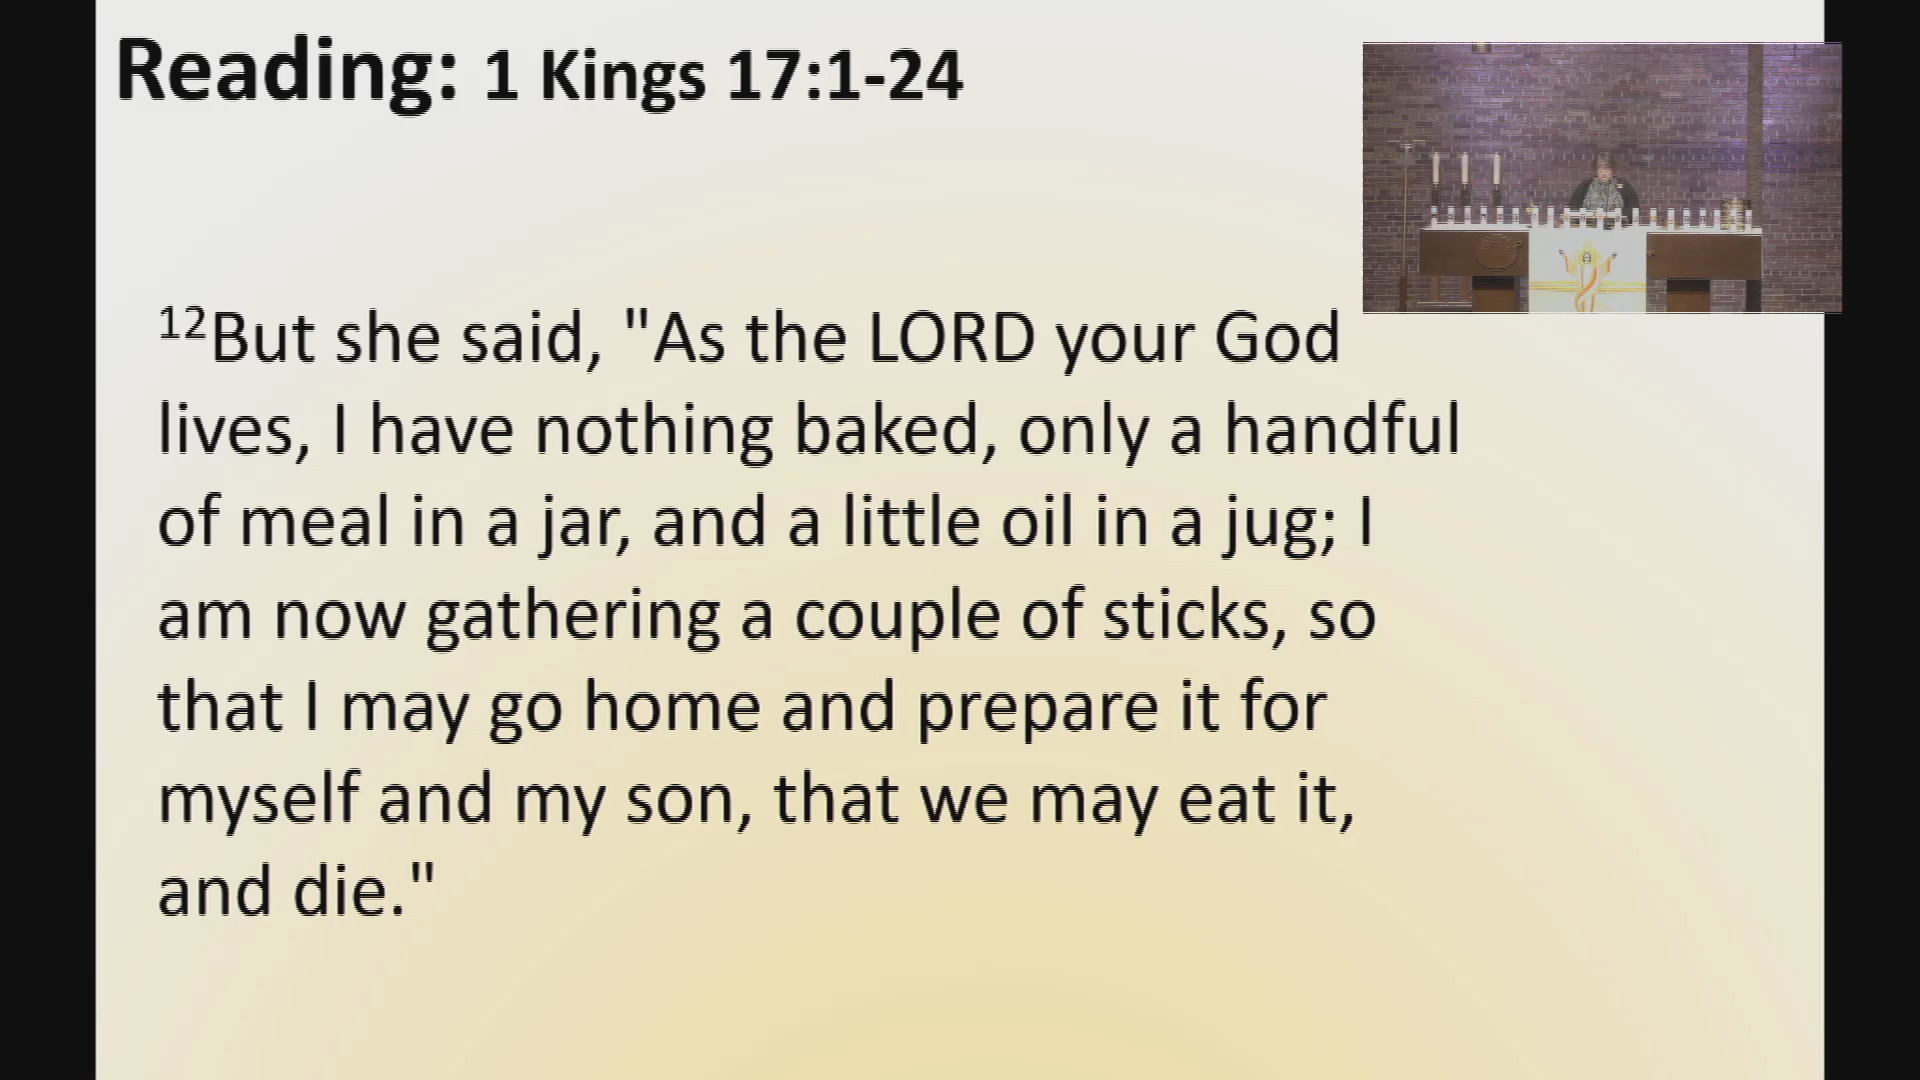 Reading: 1 Kings 17:1-24
12But she said, "As the LORD your God
lives, I have nothing baked, only a handful
of meal in a jar, and a little oil in a jug; I
am now gathering a couple of sticks, so
that I may go home and prepare it for
myself and my son, that we may eat it,
and die."